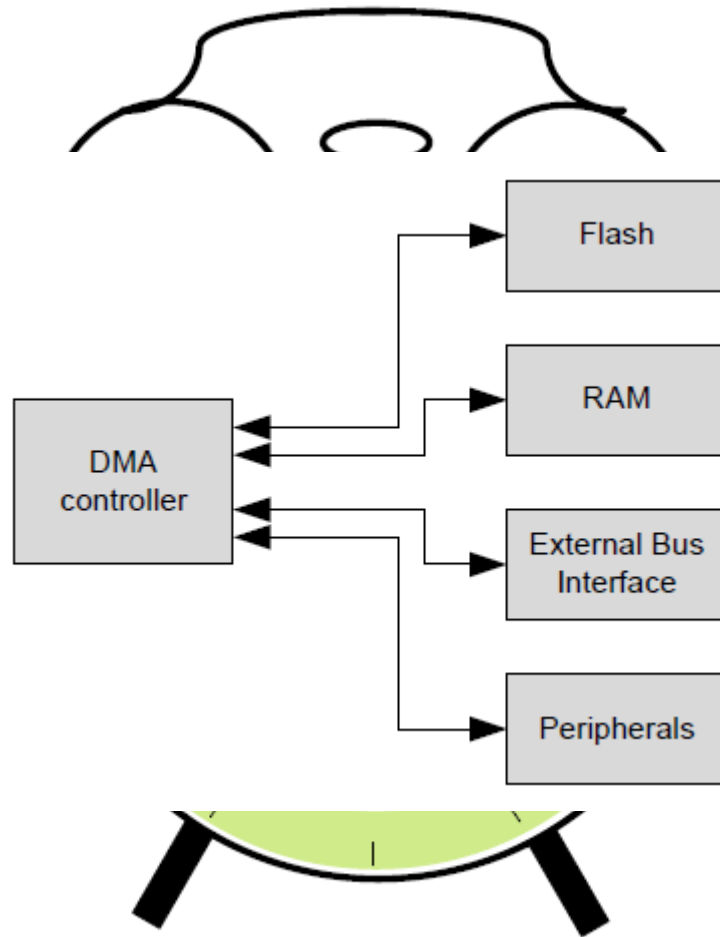 Flash
RAM
DMA
controller
External Bus
Interface
Peripherals